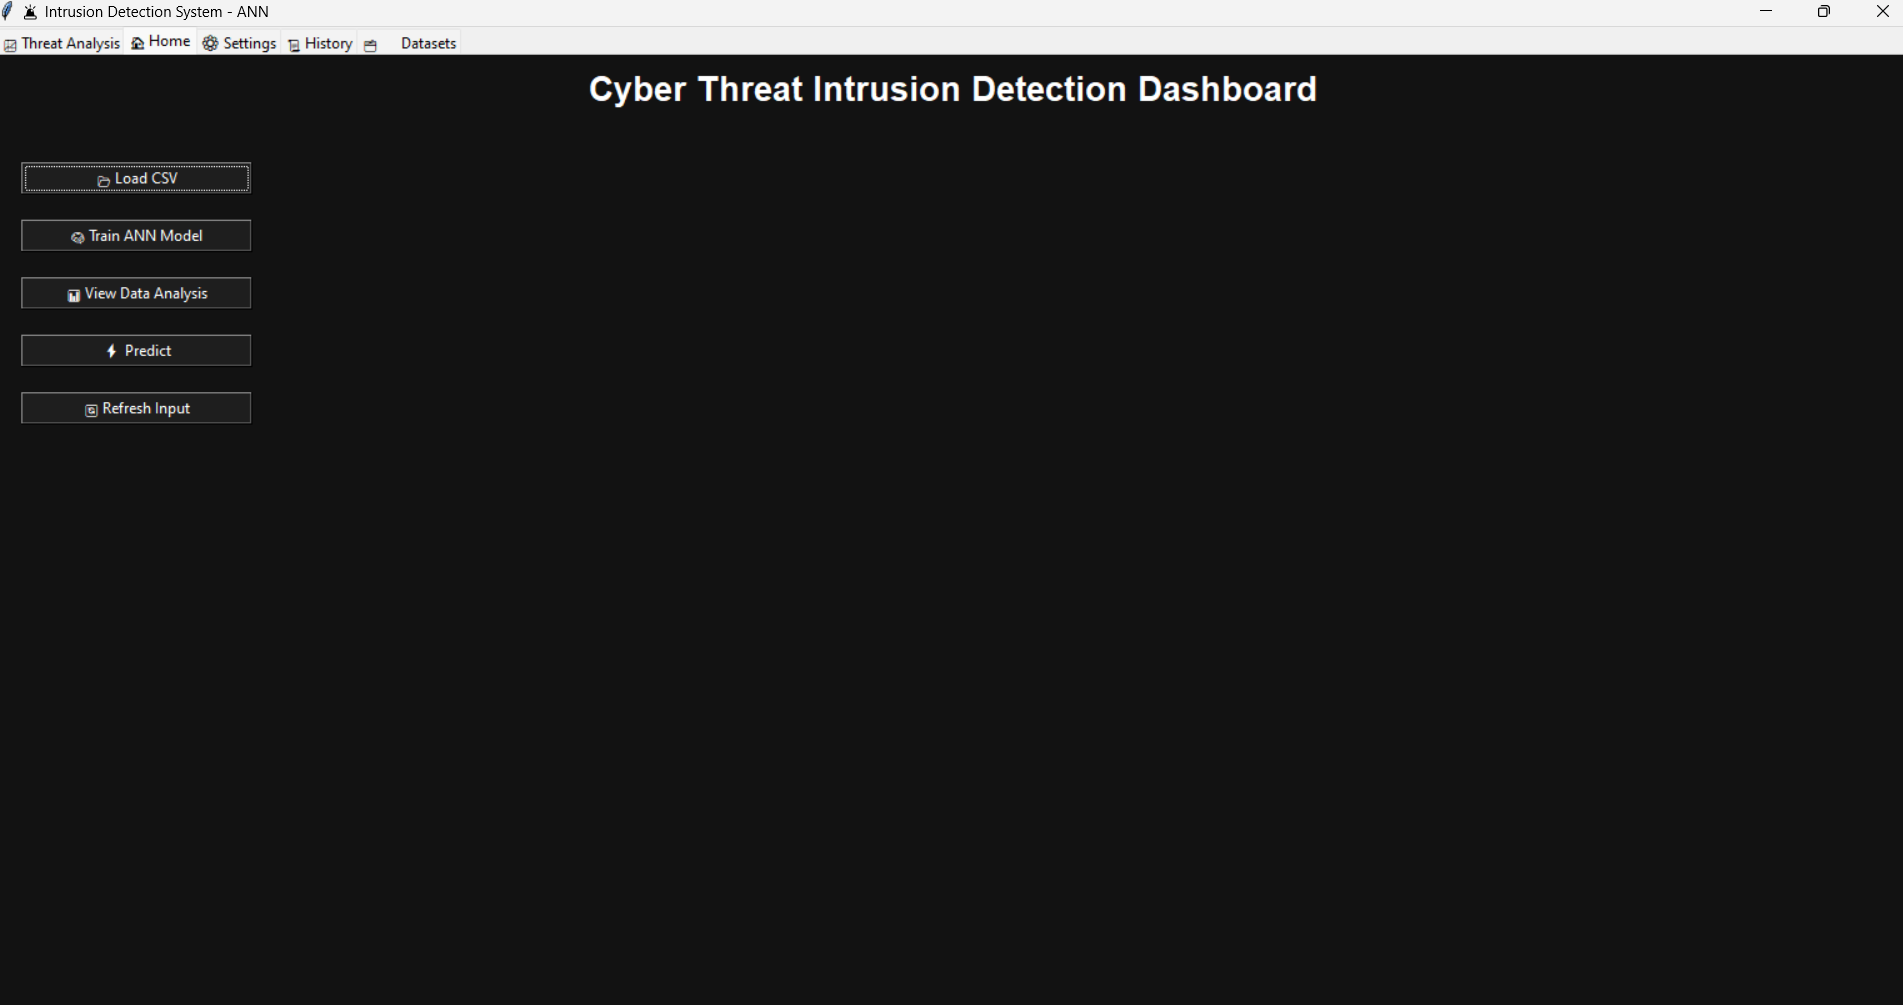 Intrusion Detection System - ANN
Threat Analysis Home Settings History Datasets
Cyber Threat Intrusion Detection Dashboard
Load CSV
Train ANN Model
View Data Analysis
Predict
Refresh Input